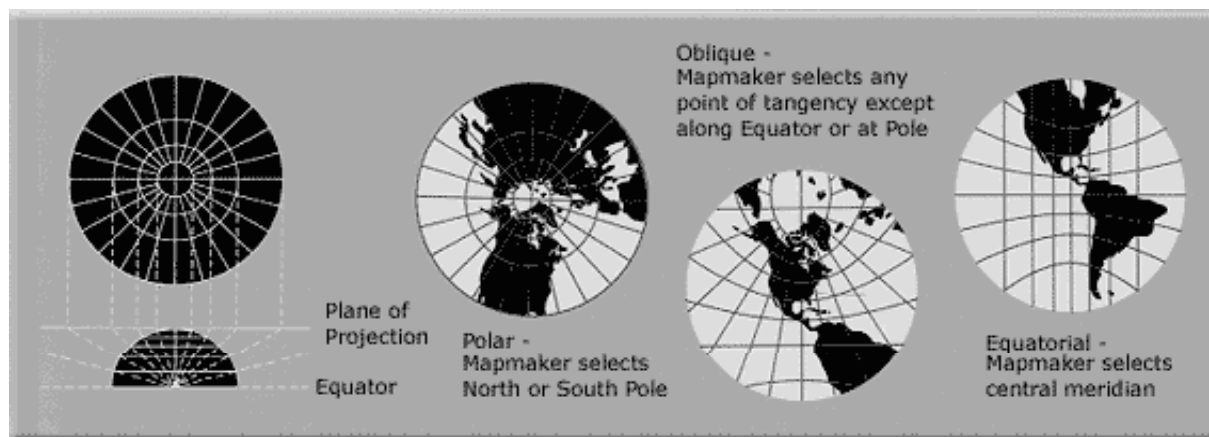 Plane of
Projection
Equator
Polar -
Mapmaker selects
North or South Pole
Oblique -
Mapmaker selects any
point of tangency except
along Equator or at Pole
Equatorial -
Mapmaker selects
central meridian